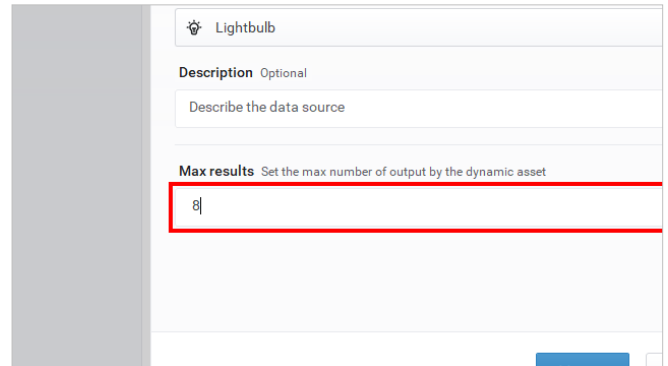 Lightbulb
Description Optional
Describe the data source
Max results Set the max number of output by the dynamic asset
8